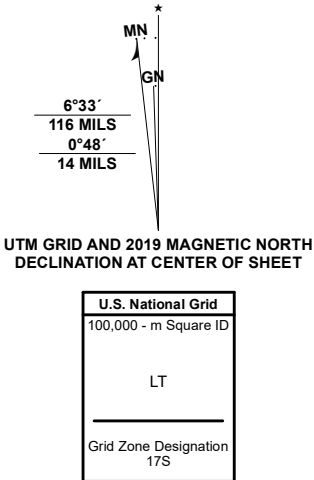 ★
MN
GN
6°33´
116 MILS
0°48´
14 MILS
UTM GRID AND 2019 MAGNETIC NORTH
DECLINATION AT CENTER OF SHEET
U.S. National Grid
100,000 - m Square ID
LT
Grid Zone Designation
17S